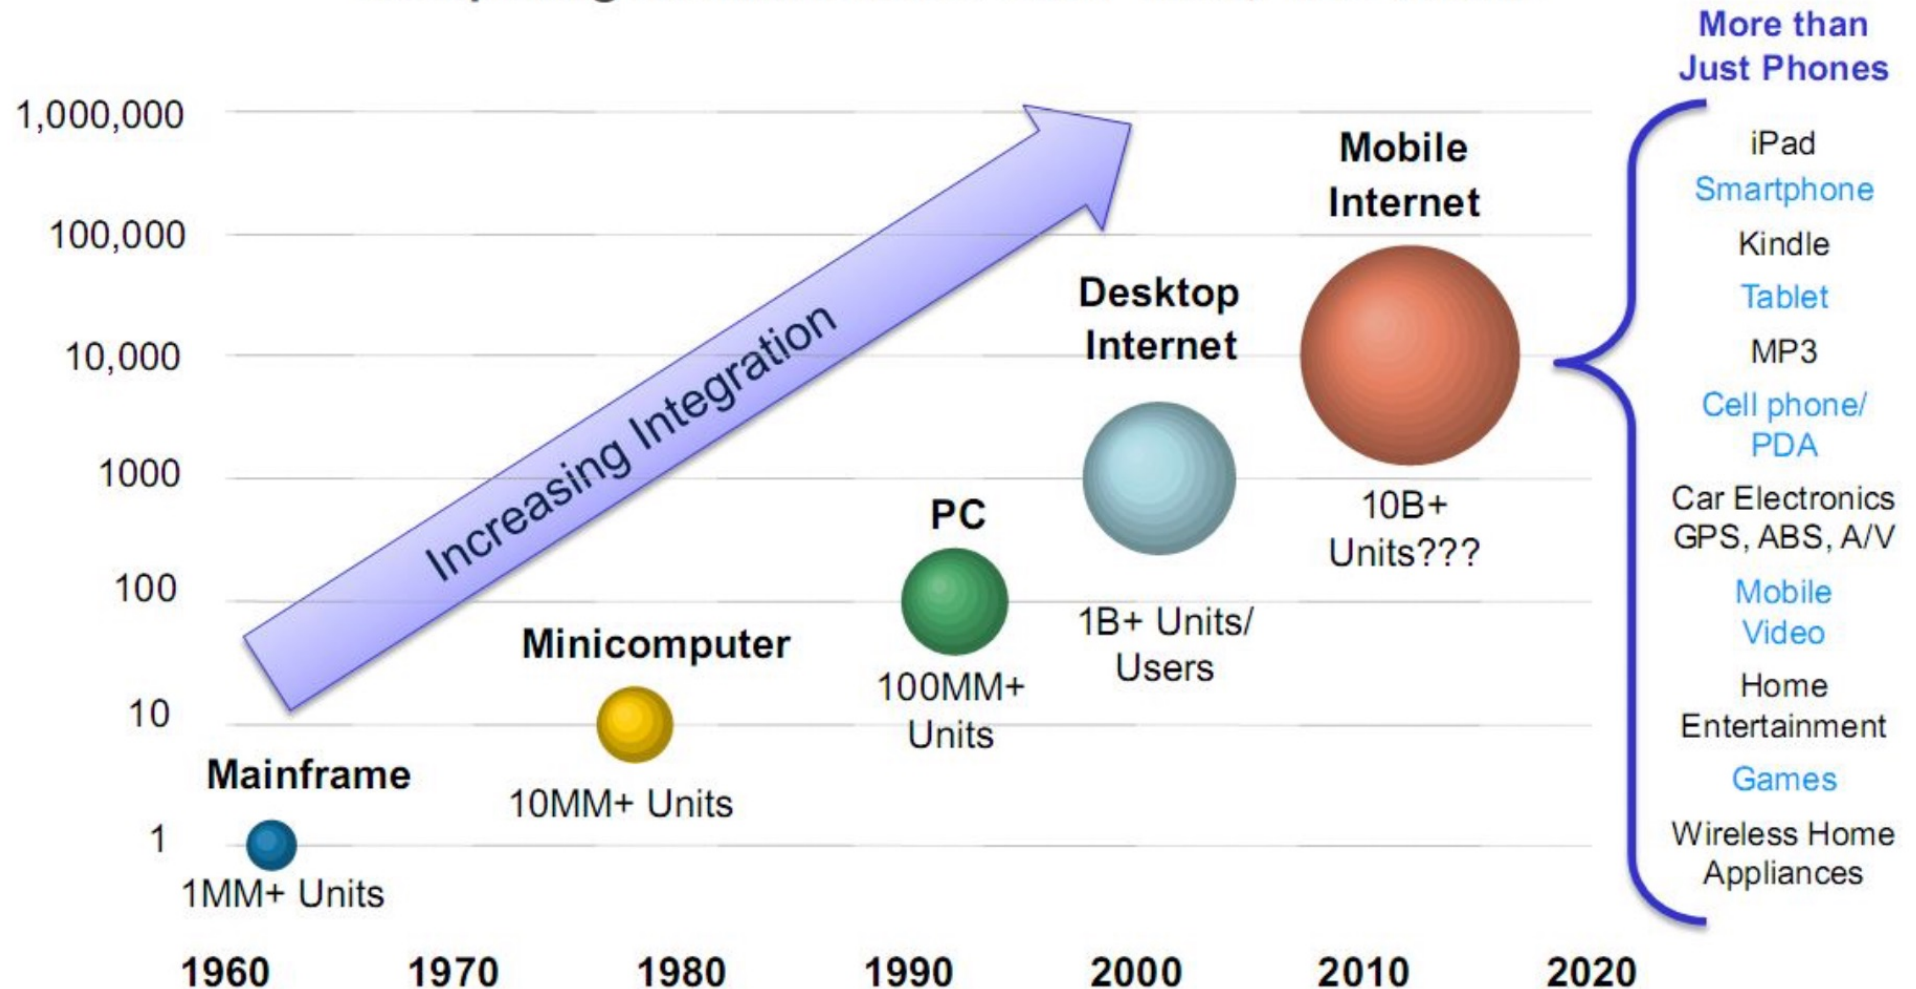 More than
Just Phones
1,000,000
100,000
10,000
1000
100
10
1
Increasing Integration
Mobile
Internet
10B+
Units???
Desktop
Internet
1B+ Units/
Users
PC
100MM+
Units
Minicomputer
10MM+ Units
Mainframe
1MM+ Units
iPad
Smartphone
Kindle
Tablet
MP3
Cell phone/
PDA
Car Electronics
GPS, ABS, A/V
Mobile
Video
Home
Entertainment
Games
Wireless Home
Appliances
1960 1970 1980 1990 2000 2010 2020